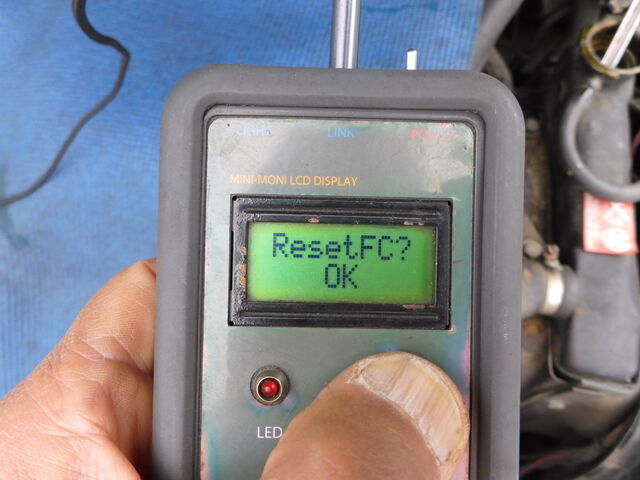 LINK
MINI-MONI LCD DISPLAY
ResetFC?
OK
LED